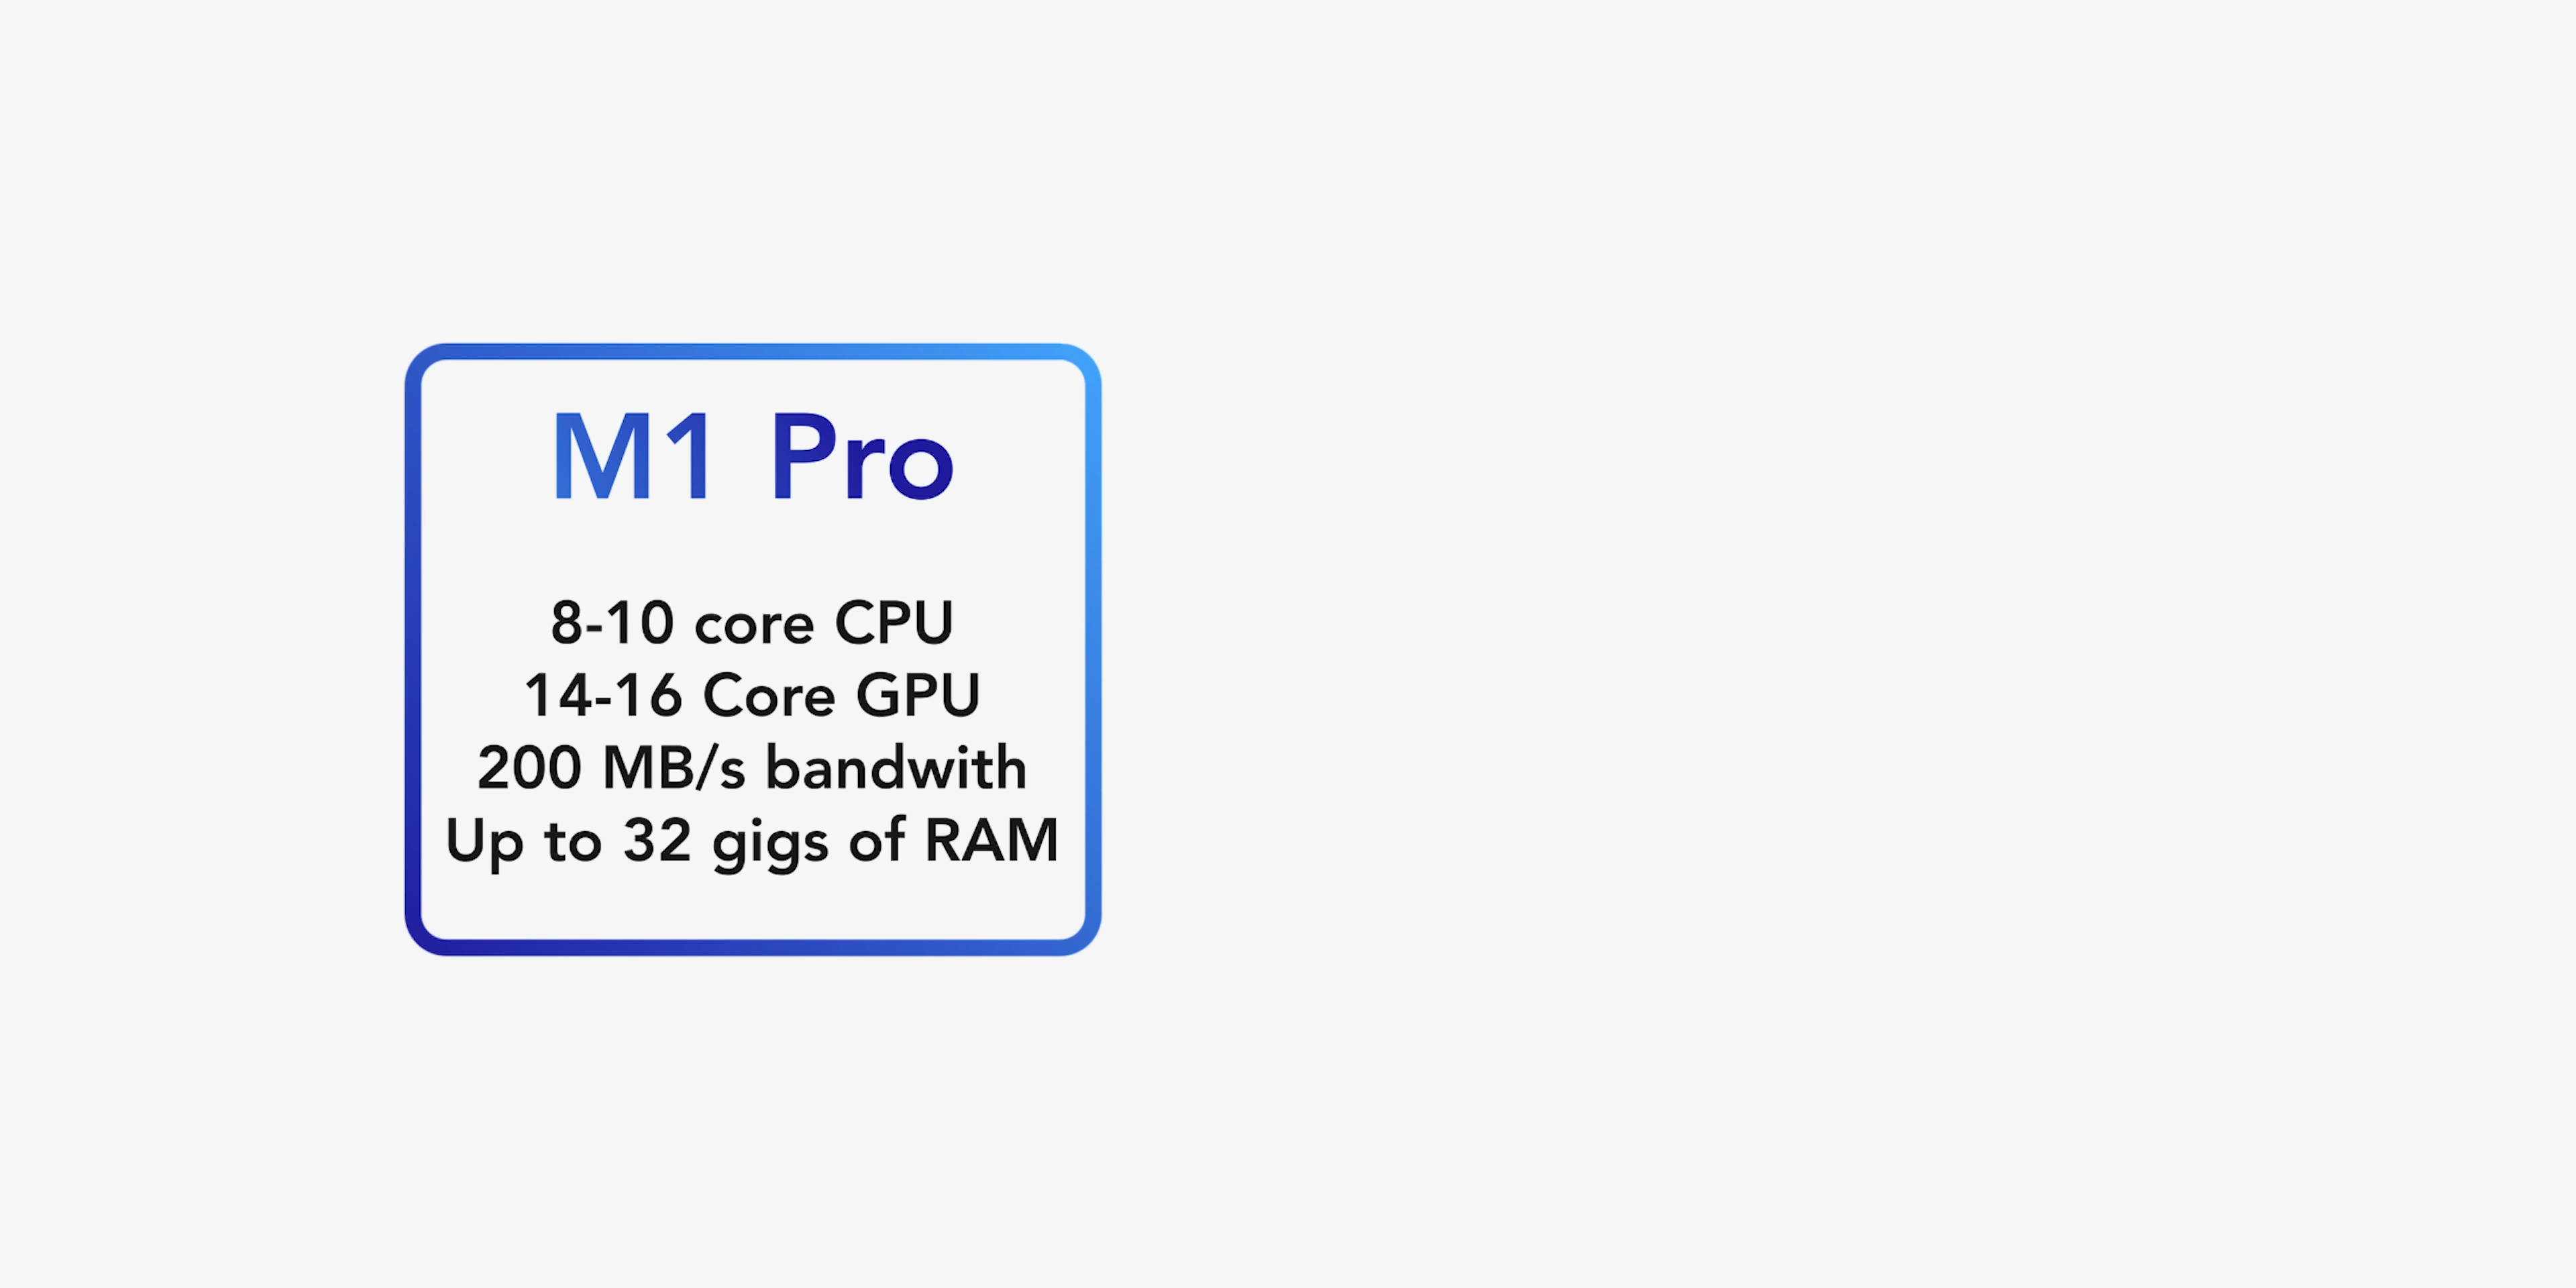 M1 Pro
8-10 core CPU
14-16 Core GPU
200 MB/s bandwith
Up to 32 gigs of RAM